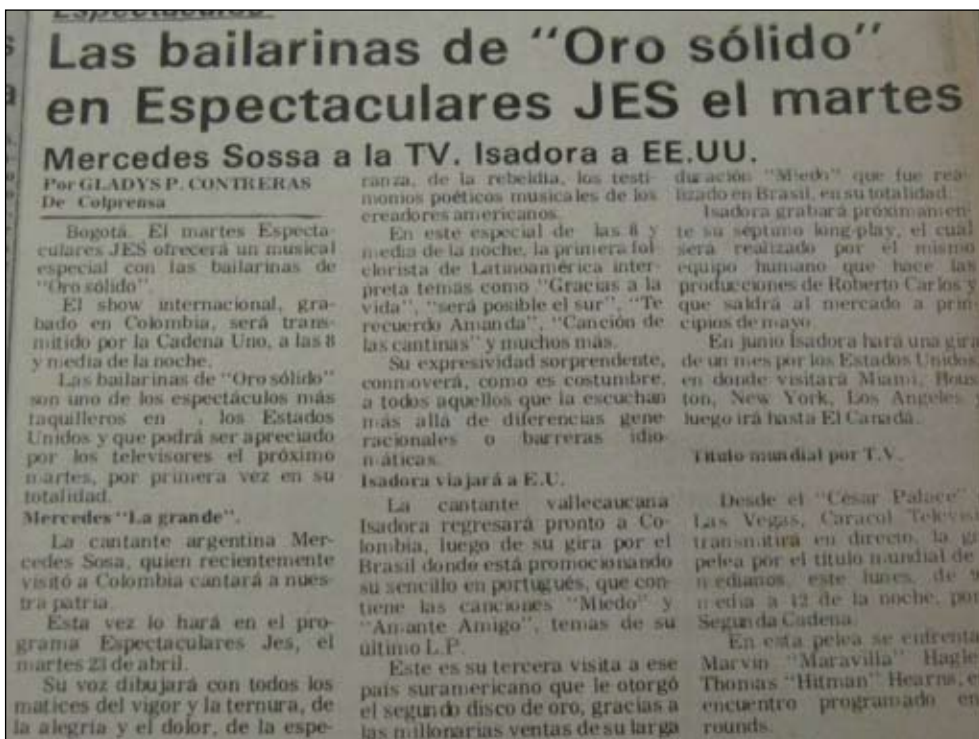 Espectáculos
Las bailarinas de "Oro sólido"
en Espectaculares JES el martes
Mercedes Sossa a la TV. Isadora a EE.UU.
Por GLADYS P. CONTRERAS
De Colprensa
Bogotá. El martes Especta-
culares JES ofrecerá un musical
especial con las bailarinas de
"Oro sólido".
El show internacional, gra-
bado en Colombia, será trans-
mitido por la Cadena Uno, a las 8
y media de la noche.
Las bailarinas de "Oro sólido"
son uno de los espectáculos más
taquilleros en , los Estados
Unidos y que podrá ser apreciado
por los televisores el próximo
martes, por primera vez en su
totalidad.
Mercedes "La grande".
La cantante argentina Mer-
cedes Sosa, quien recientemente
visitó a Colombia cantará a nues-
tra patria.
Esta vez lo hará en el pro-
grama Espectaculares Jes, el
martes 23 de abril.
Su voz dibujará con todos los
matices del vigor y la ternura, de
la alegría y el dolor, de la espe-
ranza, de la rebeldía, los testi-
monios poéticos musicales de los
creadores americanos.
En este especial de las 8 y
media de la noche, la primera fol-
clorista de Latinoamérica inter-
preta temas como "Gracias a la
vida", "será posible el sur", "Te
recuerdo Amanda", "Canción de
las cantinas" y muchos más.
Su expresividad sorprendente,
conmoverá, como es costumbre,
a todos aquellos que la escuchan
más allá de diferencias gene
racionales o barreras idio-
máticas.
Isadora viajará a E.U.
La cantante vallecaucana
Isadora regresará pronto a Co-
lombia, luego de su gira por el
Brasil donde está promocionando
su sencillo en portugués, que con-
tiene las canciones "Miedo" y
"Amante Amigo", temas de su
último L.P.
Este es su tercera visita a ese
país suramericano que le otorgó
el segundo disco de oro, gracias a
las millonarias ventas de su larga
duración "Miedo" que fue rea-
lizado en Brasil, en su totalidad.
Isadora grabará próximamen-
te su séptimo long-play, el cual
será realizado por el mismo
equipo humano que hace las
producciones de Roberto Carlos y
que saldrá al mercado a prin
cipios de mayo.
En junio Isadora hará una gira
de un mes por los Estados Unidos
en donde visitará Miami, Hous
ton, New York, Los Angeles
luego irá hasta El Canadá.
Título mundial por T.V.
Desde el "César Palace"
Las Vegas, Caracol Televis
transmitirá en directo, la g
pelea por el título mundial de
medianos, este lunes, de
media a 12 de la noche, por
Segunda Cadena.
En esta pelea se enfrenta
Marvin "Maravilla" Hagle
Thomas "Hitman" Hearns, e
encuentro programado en
rounds.